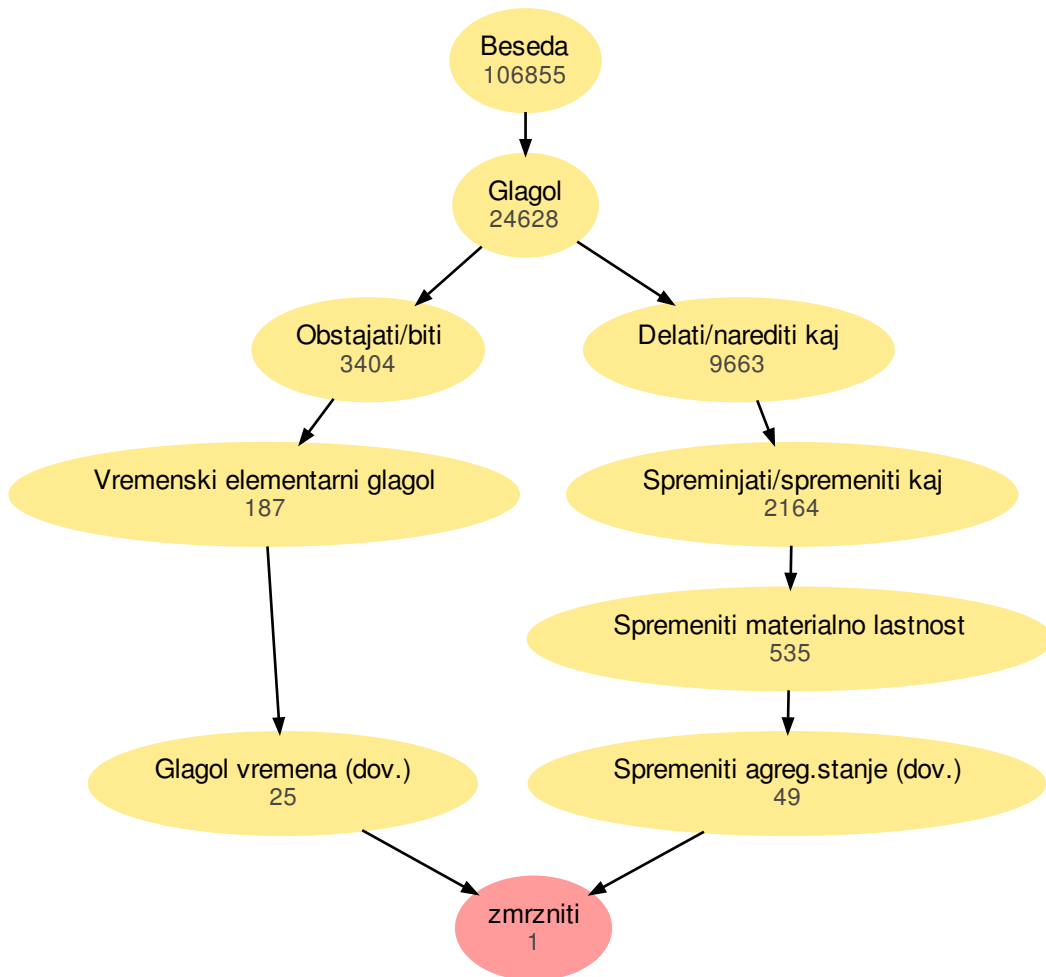 Beseda
106855
Glagol
24628
Obstajati/biti
3404
Delati/narediti kaj
9663
Vremenski elementarni glagol
187
Spreminjati/spremeniti kaj
2164
Spremeniti materialno lastnost
535
Glagol vremena (dov.)
25
Spremeniti agreg.stanje (dov.)
49
zmrzniti
1